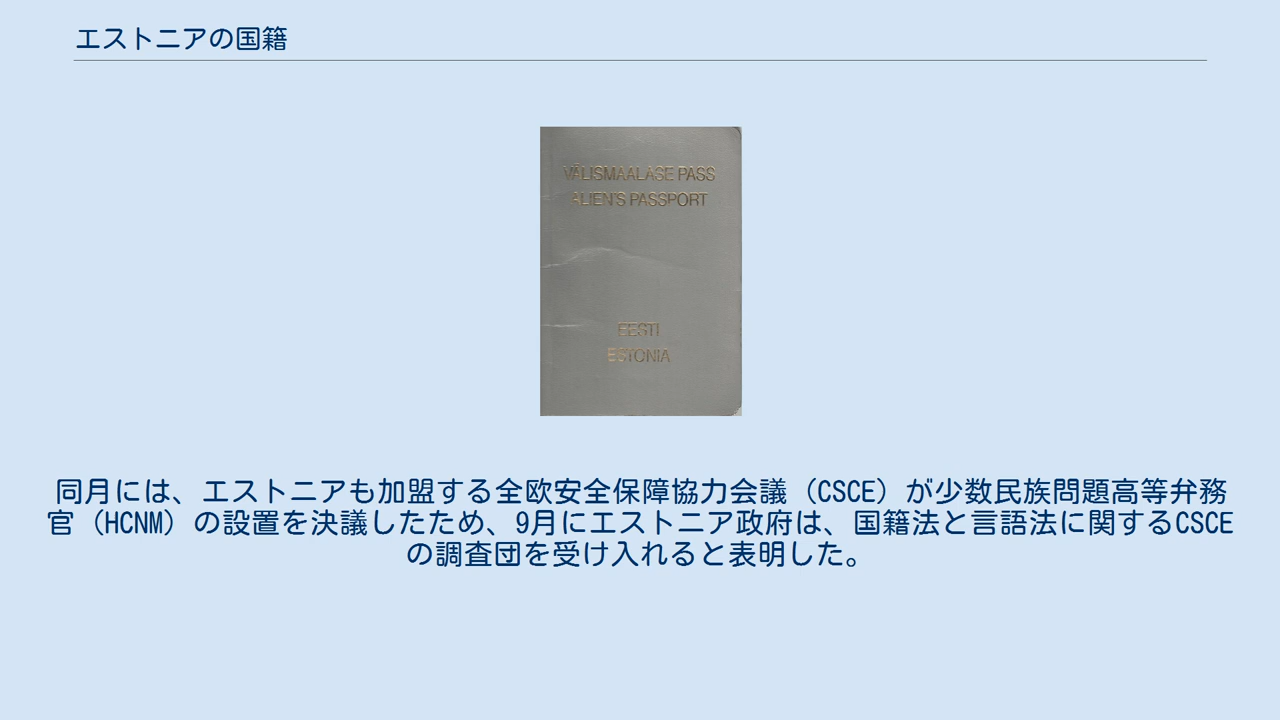 エストニアの国籍
VÄLISMAALASE PASS
ALIEN'S PASSPORT
EESTI
ESTONIA
同月には、エストニアも加盟する全欧安全保障協力会議（CSCE）が少数民族問題高等弁務
官（HCNM）の設置を決議したため、9月にエストニア政府は、国籍法と言語法に関するCSCE
の調査団を受け入れると表明した。